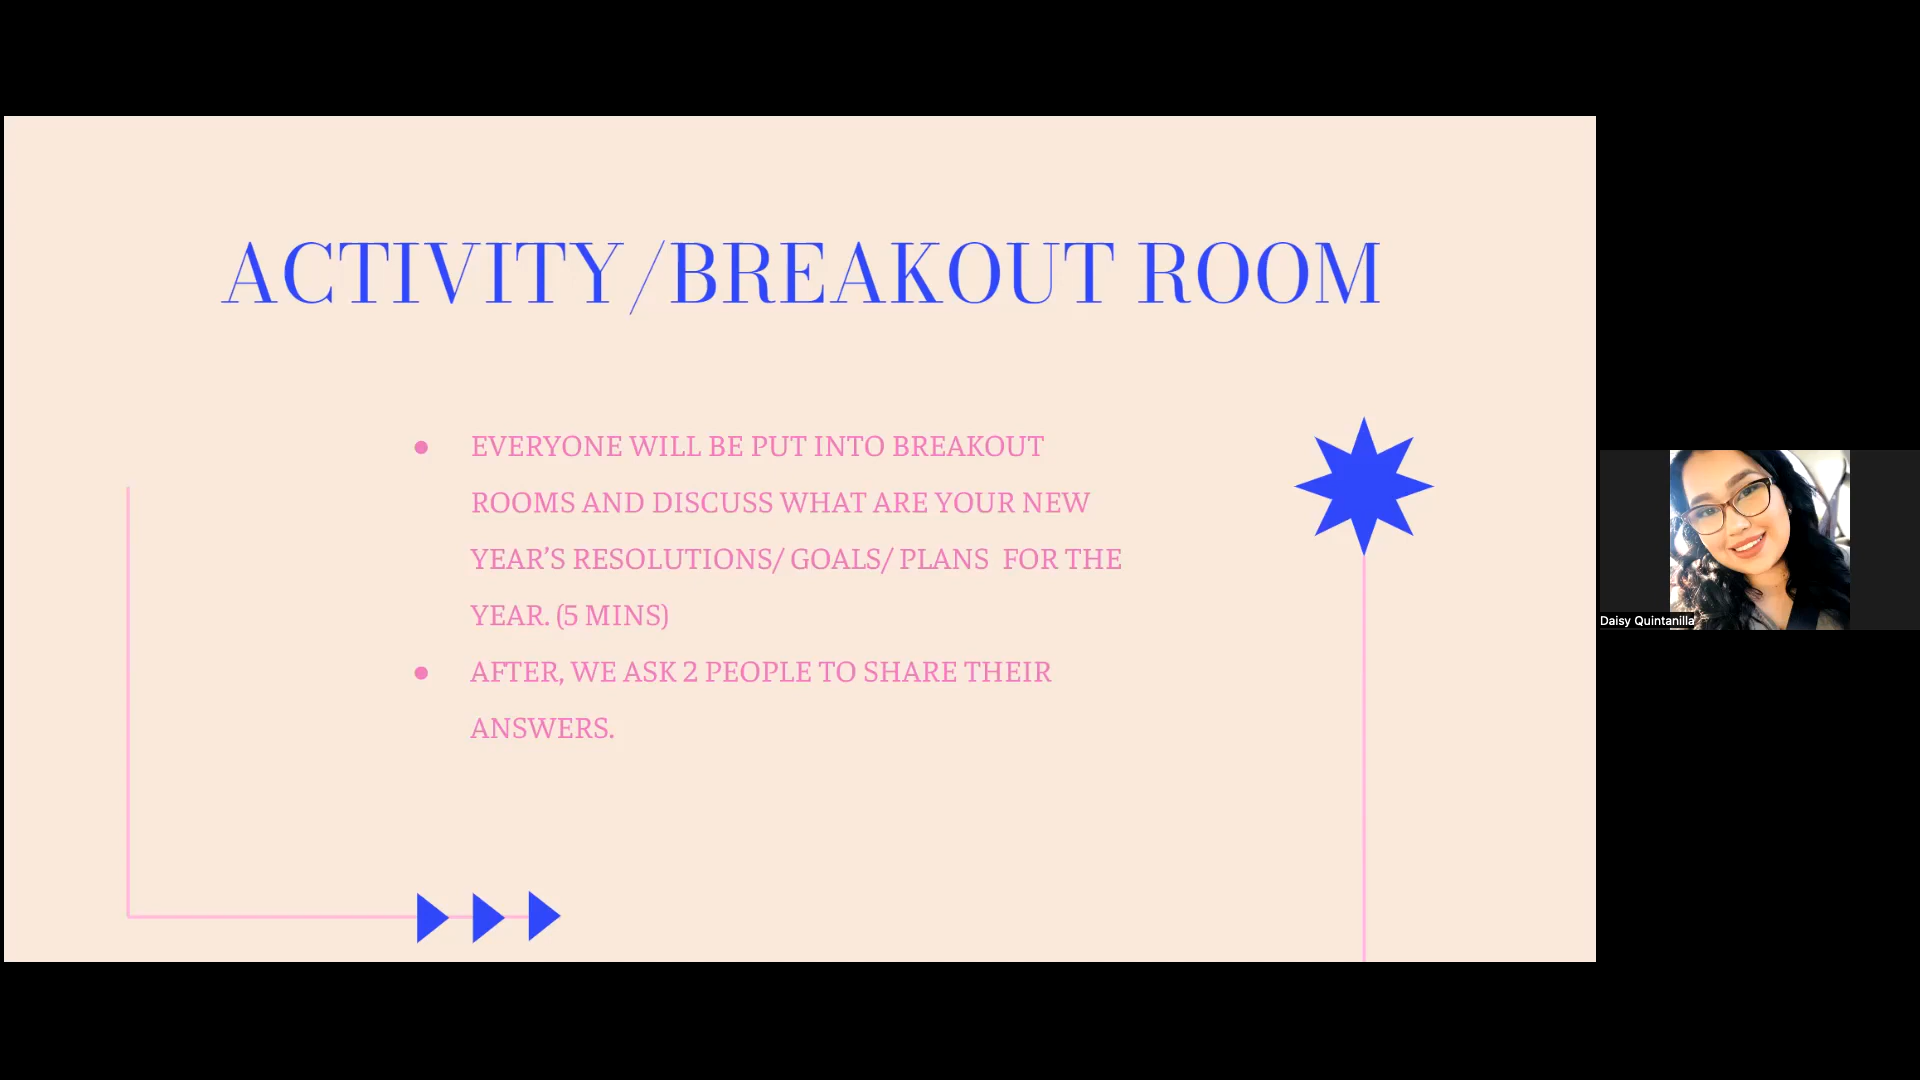 ACTIVITY/BREAKOUT ROOM
● EVERYONE WILL BE PUT INTO BREAKOUT
ROOMS AND DISCUSS WHAT ARE YOUR NEW
YEAR’S RESOLUTIONS/ GOALS/ PLANS  FOR THE
YEAR. (5 MINS)
● AFTER, WE ASK 2 PEOPLE TO SHARE THEIR
ANSWERS.
Daisy Quintanilla